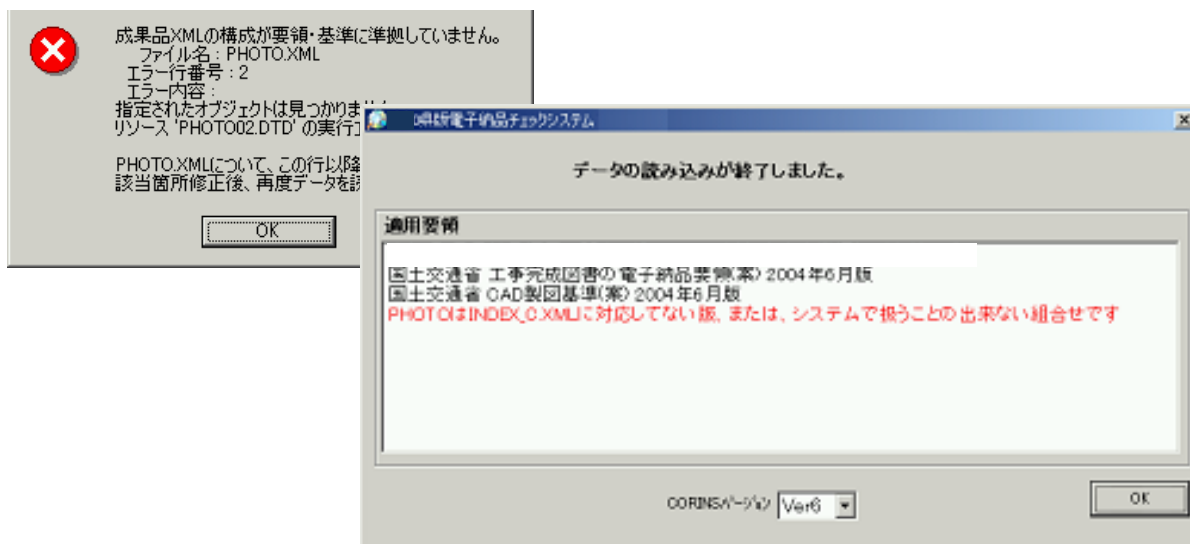 成果品XMLの構成が要領・基準に準拠していません。
ファイル名：PHOTO.XML
エラー行番号：2
エラー内容：
指定されたオブジェクトは見つかりま
リソース 'PHOTO02.DTD' の実行
PHOTO.XMLについて、この行以降
該当箇所修正後、再度データを
OK
県版電子納品チェックシステム
データの読み込みが終了しました。
適用要領
国土交通省 工事完成図書の電子納品要領(案) 2004年6月版
国土交通省 CAD製図基準(案) 2004年6月版
PHOTOはINDEX_C.XMLに対応してない版、または、システムで扱うことの出来ない組合せです
CORINSバージョン Ver6
OK